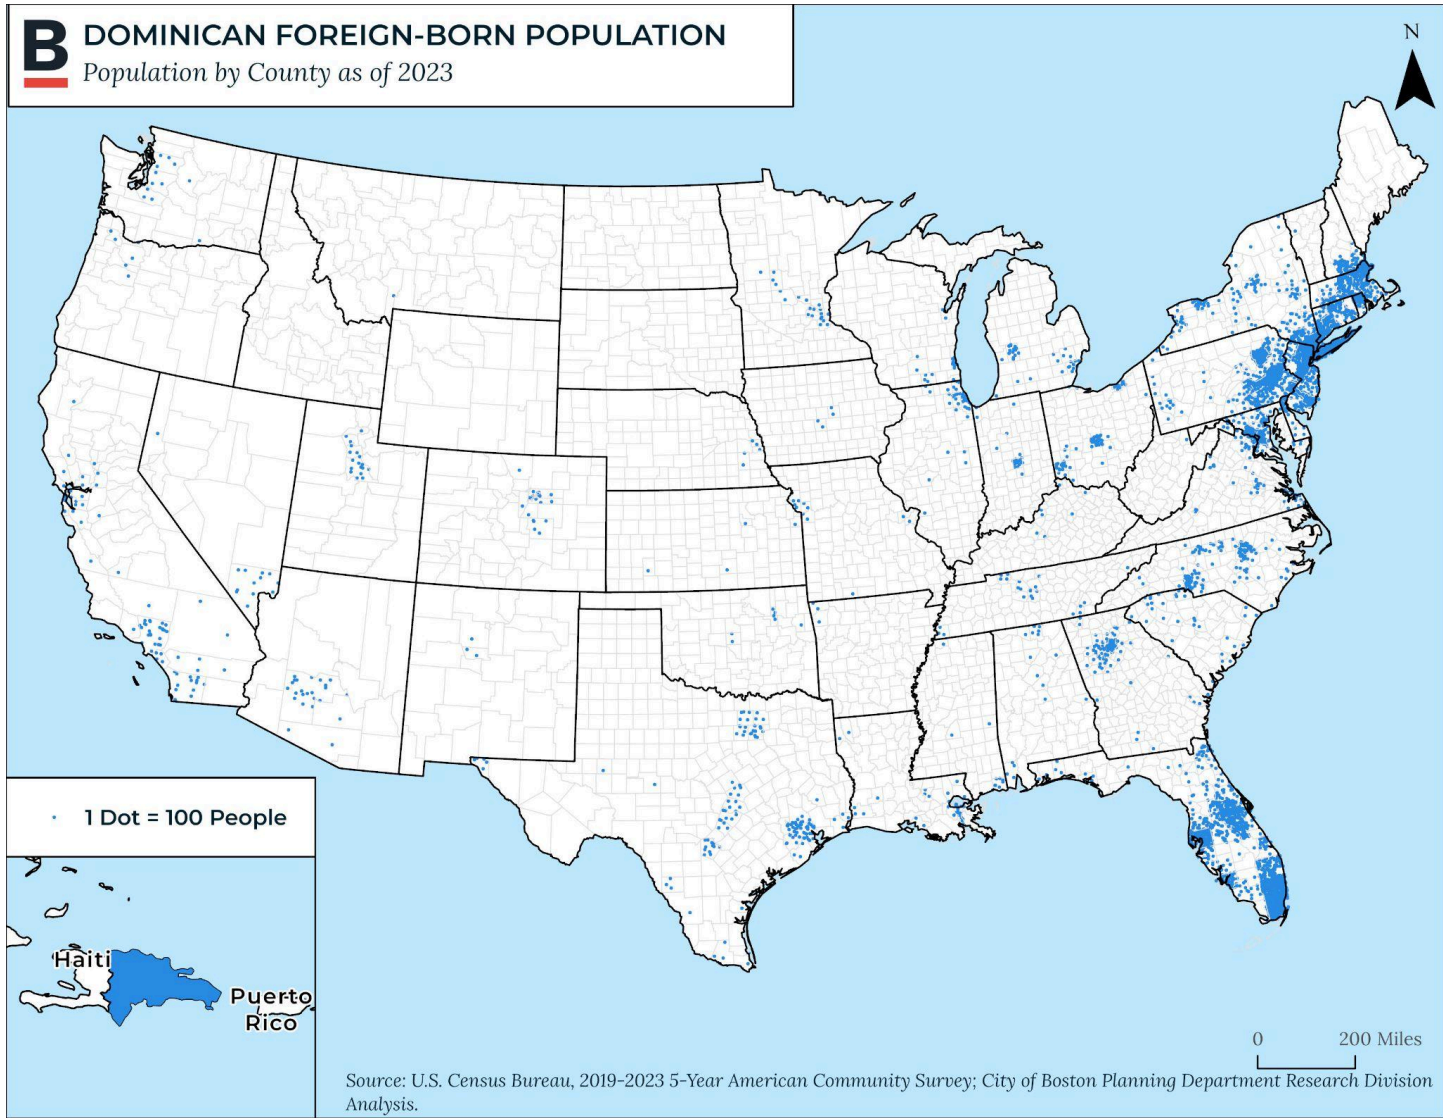 B
DOMINICAN FOREIGN-BORN POPULATION
Population by County as of 2023
N
1 Dot = 100 People
Haiti
Puerto
Rico
0 200 Miles
Source: U.S. Census Bureau, 2019-2023 5-Year American Community Survey; City of Boston Planning Department Research Division
Analysis.